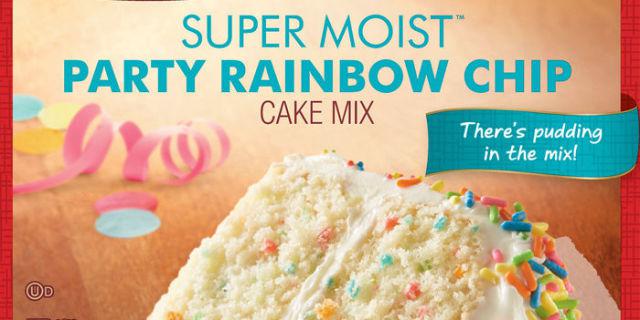 SUPER MOIST™
PARTY RAINBOW CHIP
CAKE MIX
There's pudding
in the mix!
Ⓤ D